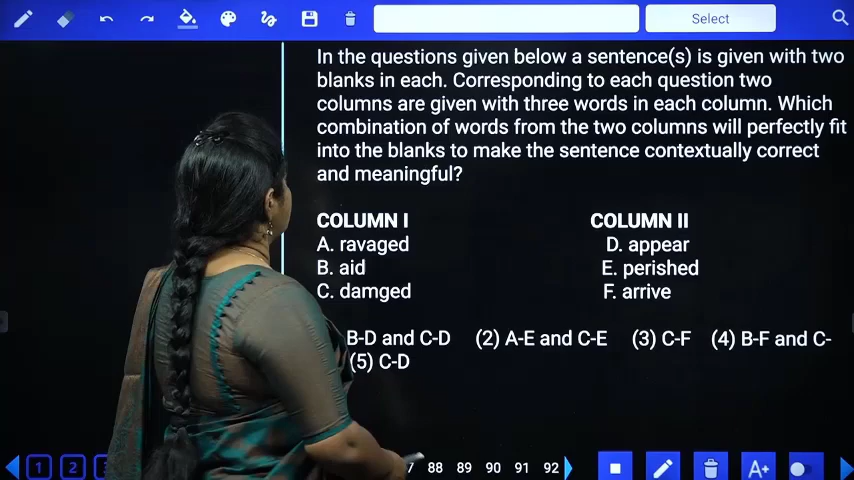 Select
In the questions given below a sentence(s) is given with two
blanks in each. Corresponding to each question two
columns are given with three words in each column. Which
combination of words from the two columns will perfectly fit
into the blanks to make the sentence contextually correct
and meaningful?
COLUMN I COLUMN II
A. ravaged D. appear
B. aid E. perished
C. damged F. arrive
B-D and C-D (2) A-E and C-E (3) C-F (4) B-F and C-
(5) C-D
1 2 3 7 88 89 90 91 92 A+